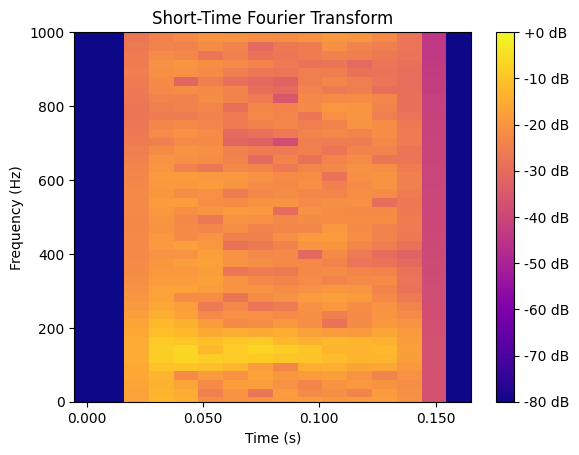 Short-Time Fourier Transform
1000
800
600
400
200
0
Frequency (Hz)
0.000
0.050
0.100
0.150
Time (s)
+0 dB
-10 dB
-20 dB
-30 dB
-40 dB
-50 dB
-60 dB
-70 dB
-80 dB